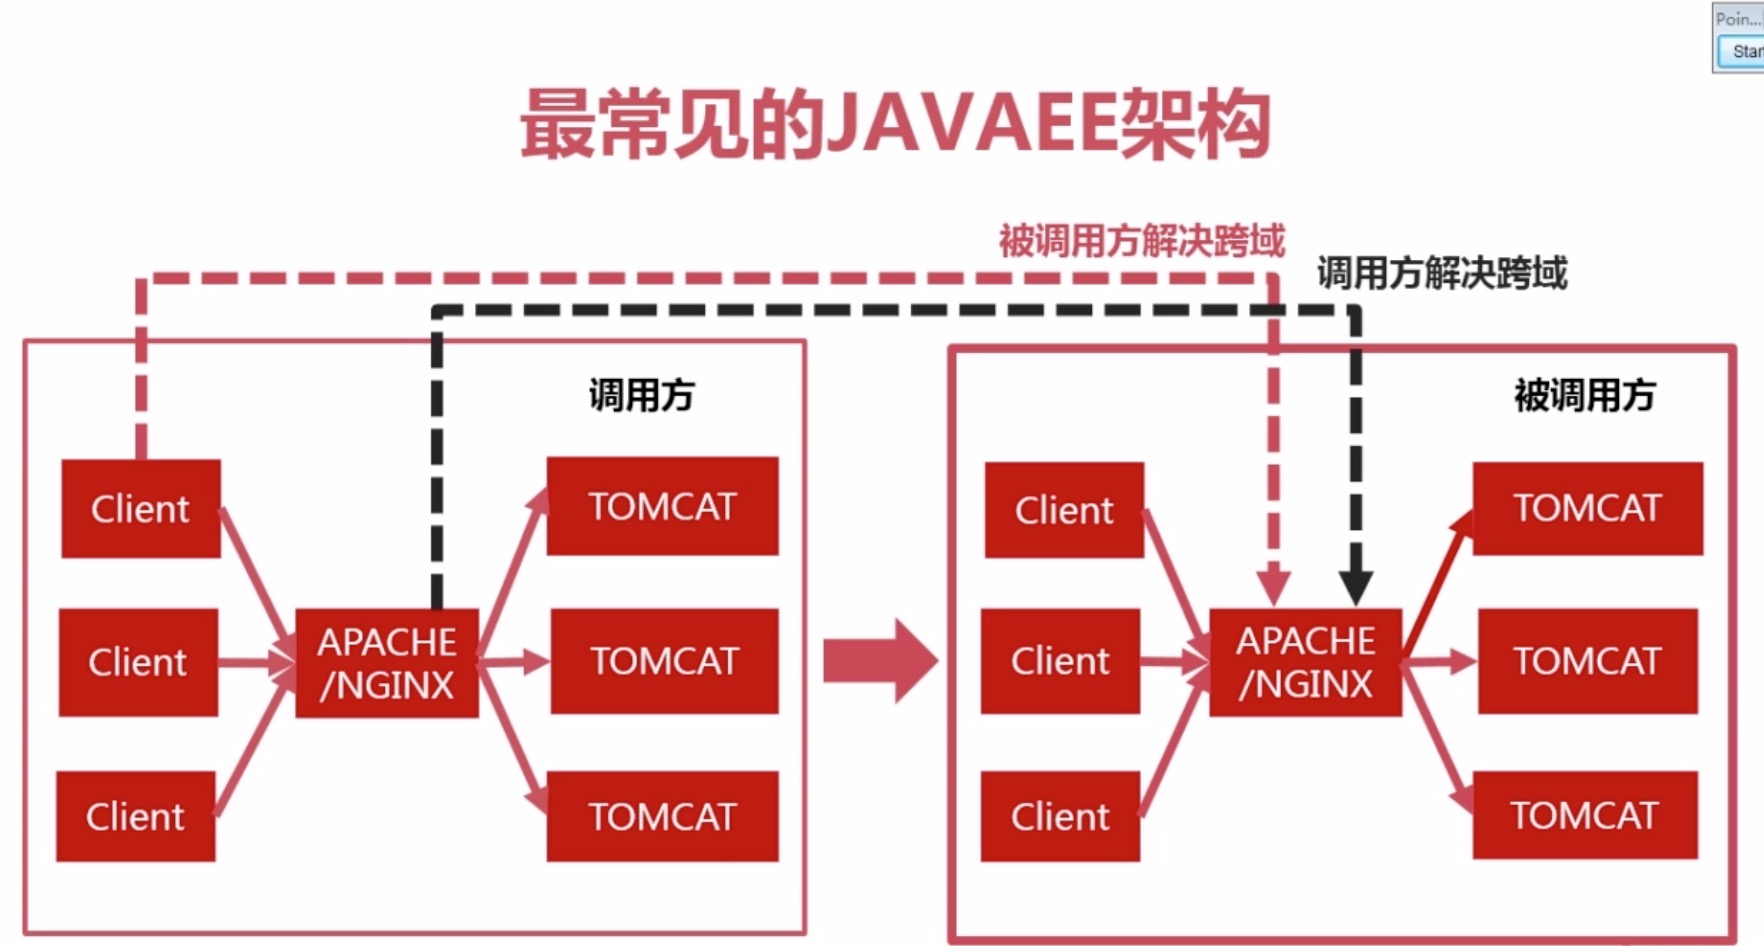 Poin...
Star
最常见的JAVAEE架构
被调用方解决跨域
调用方解决跨域
调用方
被调用方
Client
TOMCAT
Client
TOMCAT
Client
APACHE
/NGINX
TOMCAT
Client
APACHE
/NGINX
TOMCAT
Client
TOMCAT
Client
TOMCAT